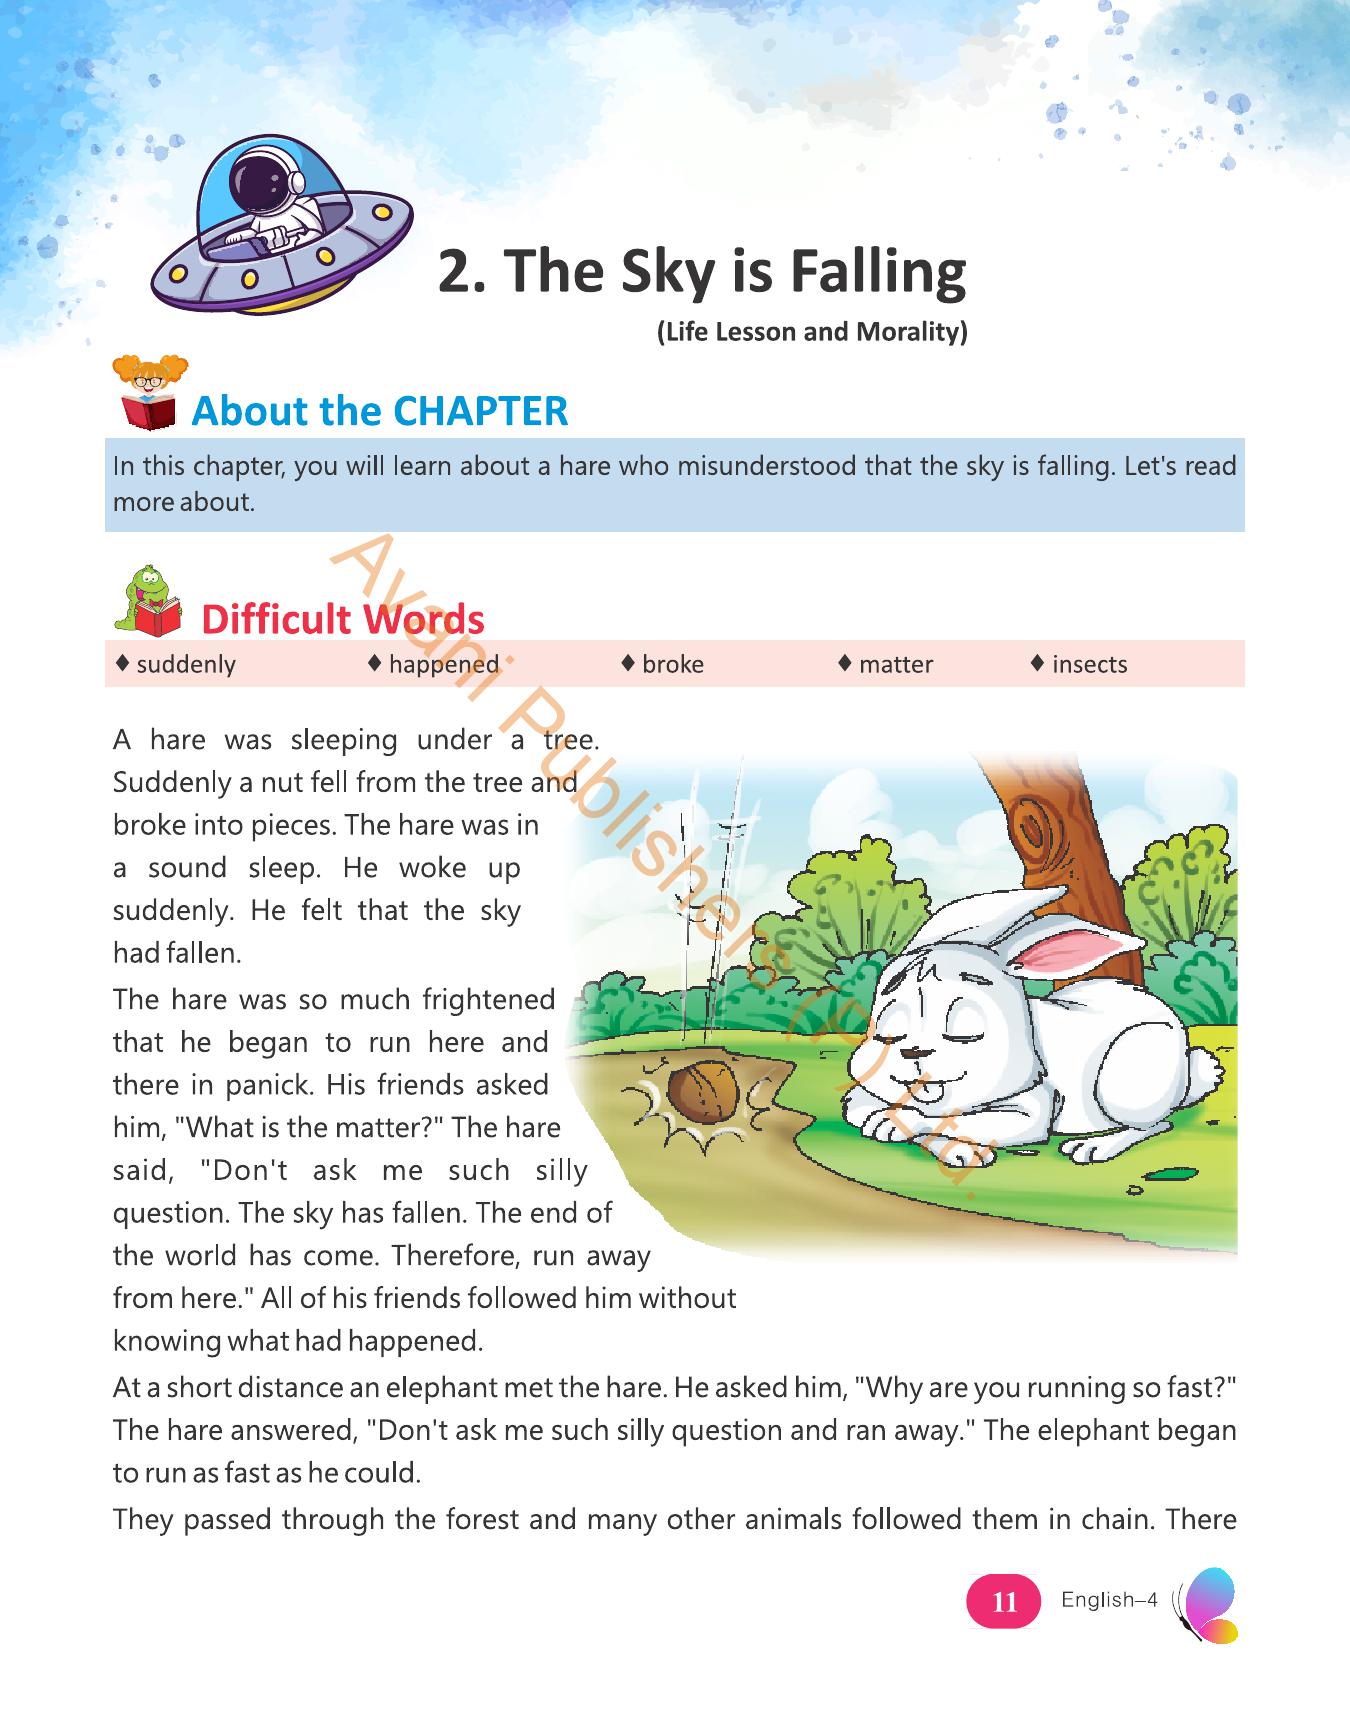 2. The Sky is Falling
(Life Lesson and Morality)
About the CHAPTER
In this chapter, you will learn about a hare who misunderstood that the sky is falling. Let's read
more about.
Difficult Words
♦ suddenly ♦ happened ♦ broke ♦ matter ♦ insects
A hare was sleeping under a tree.
Suddenly a nut fell from the tree and
broke into pieces. The hare was in
a sound sleep. He woke up
suddenly. He felt that the sky
had fallen.
The hare was so much frightened
that he began to run here and
there in panick. His friends asked
him, "What is the matter?" The hare
said, "Don't ask me such silly
question. The sky has fallen. The end of
the world has come. Therefore, run away
from here." All of his friends followed him without
knowing what had happened.
At a short distance an elephant met the hare. He asked him, "Why are you running so fast?"
The hare answered, "Don't ask me such silly question and ran away." The elephant began
to run as fast as he could.
They passed through the forest and many other animals followed them in chain. There
Avani Publishers (P) Ltd.
11 English–4